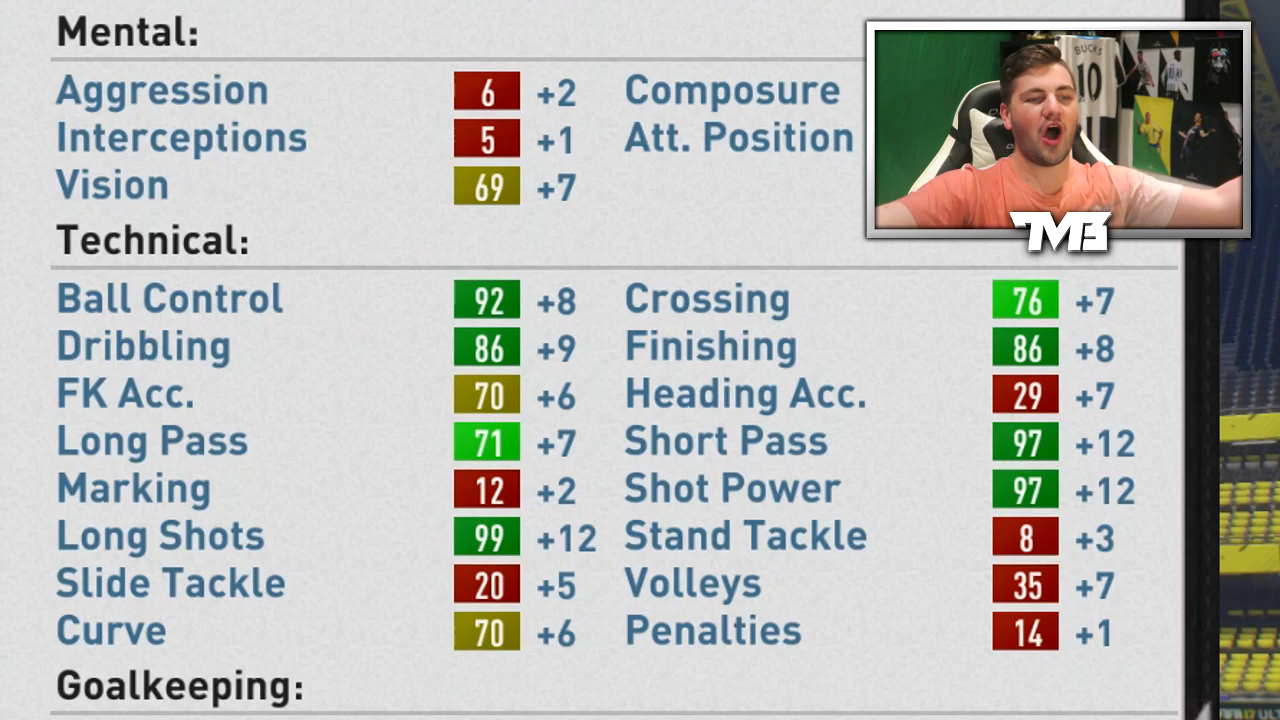 Mental:
Aggression 6 +2 Composure
Interceptions 5 +1 Att. Position
Vision 69 +7
BUCKS
10
7MB
Technical:
Ball Control 92 +8 Crossing 76 +7
Dribbling 86 +9 Finishing 86 +8
FK Acc. 70 +6 Heading Acc. 29 +7
Long Pass 71 +7 Short Pass 97 +12
Marking 12 +2 Shot Power 97 +12
Long Shots 99 +12 Stand Tackle 8 +3
Slide Tackle 20 +5 Volleys 35 +7
Curve 70 +6 Penalties 14 +1
Goalkeeping: